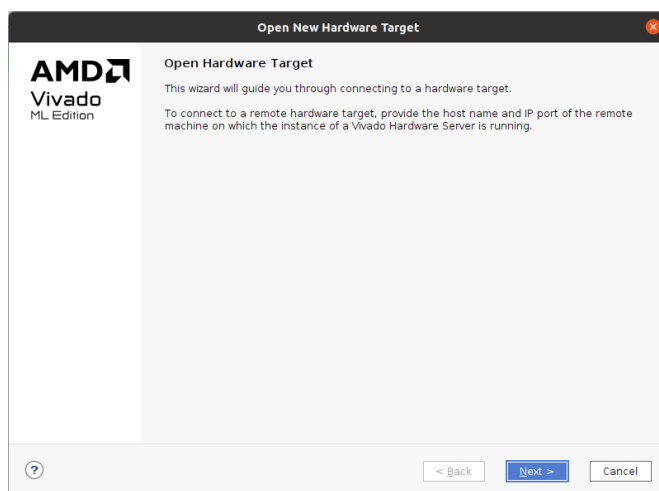 Open New Hardware Target
AMD
Vivado
ML Edition
Open Hardware Target
This wizard will guide you through connecting to a hardware target.
To connect to a remote hardware target, provide the host name and IP port of the remote
machine on which the instance of a Vivado Hardware Server is running.
?
< Back
Next >
Cancel